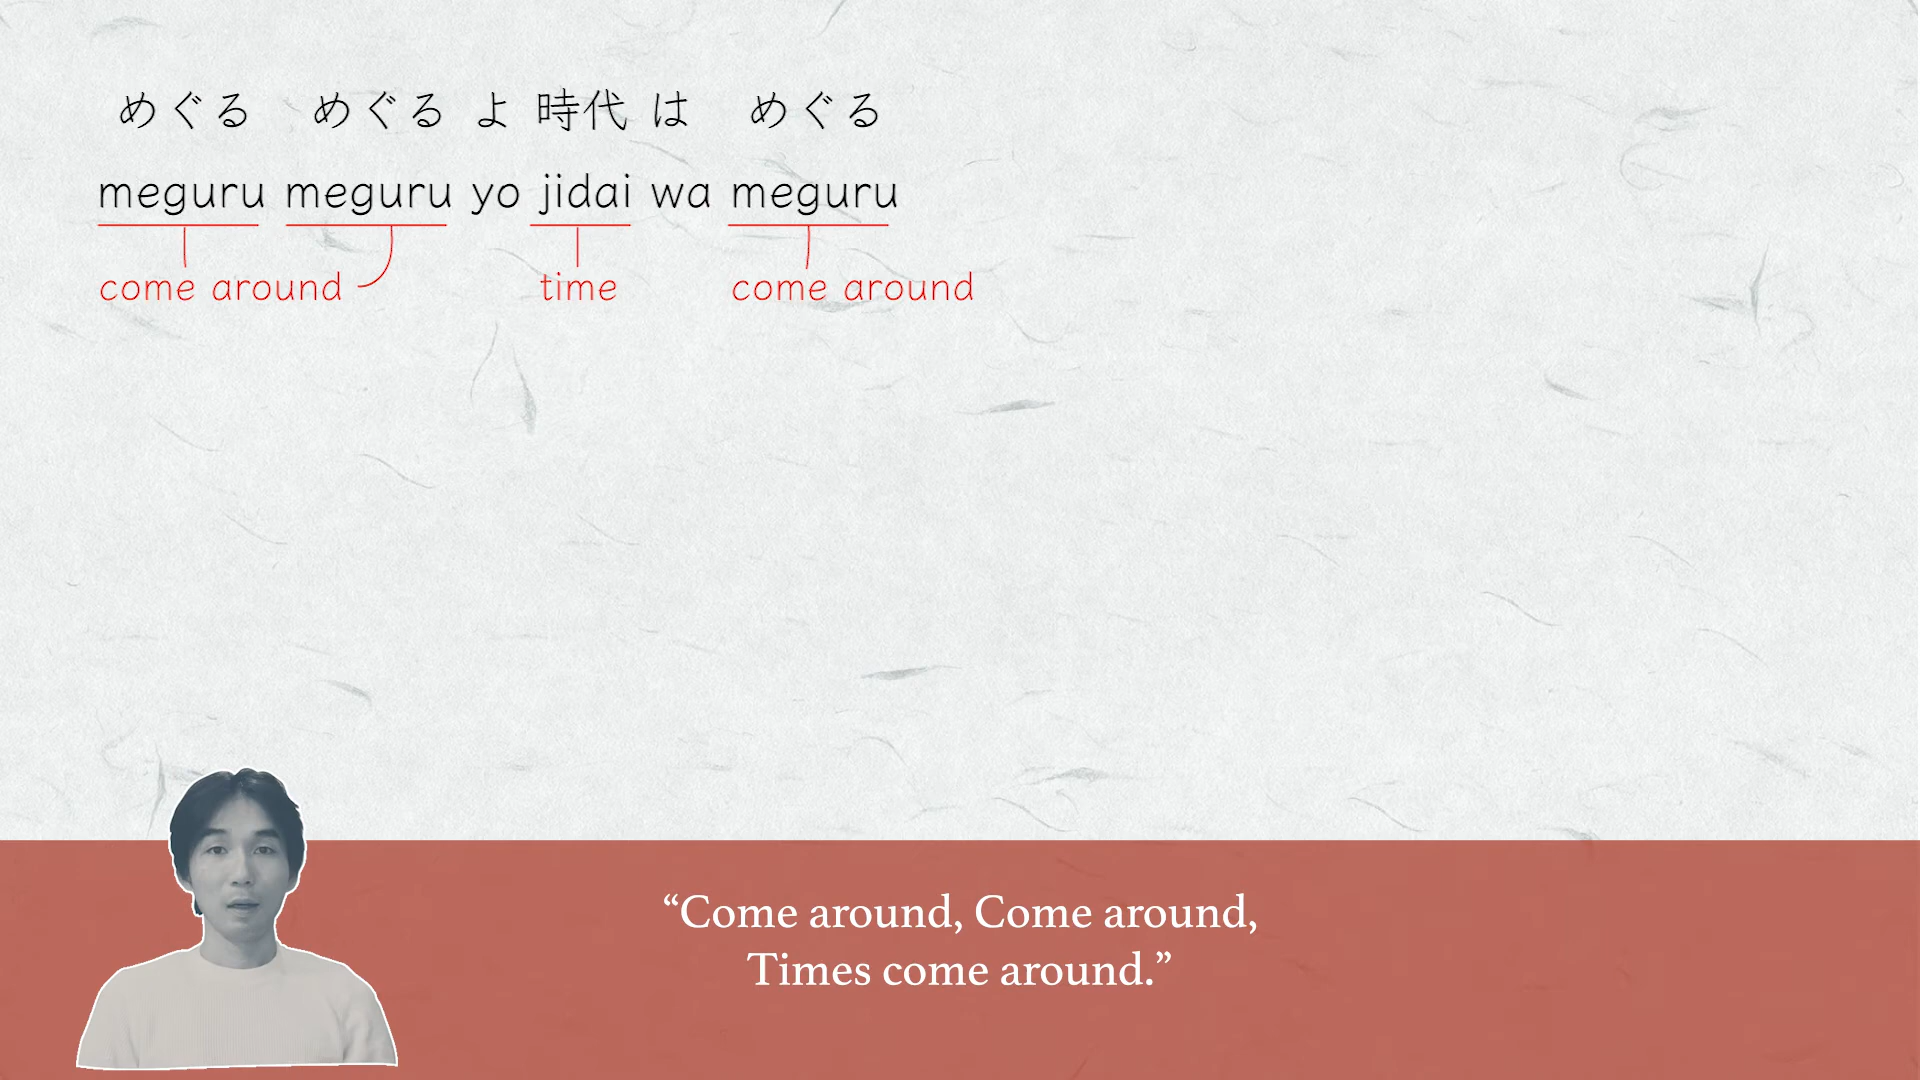 めぐる めぐる よ 時代 は めぐる
meguru meguru yo jidai wa meguru
come around time come around
“Come around, Come around,
Times come around.”